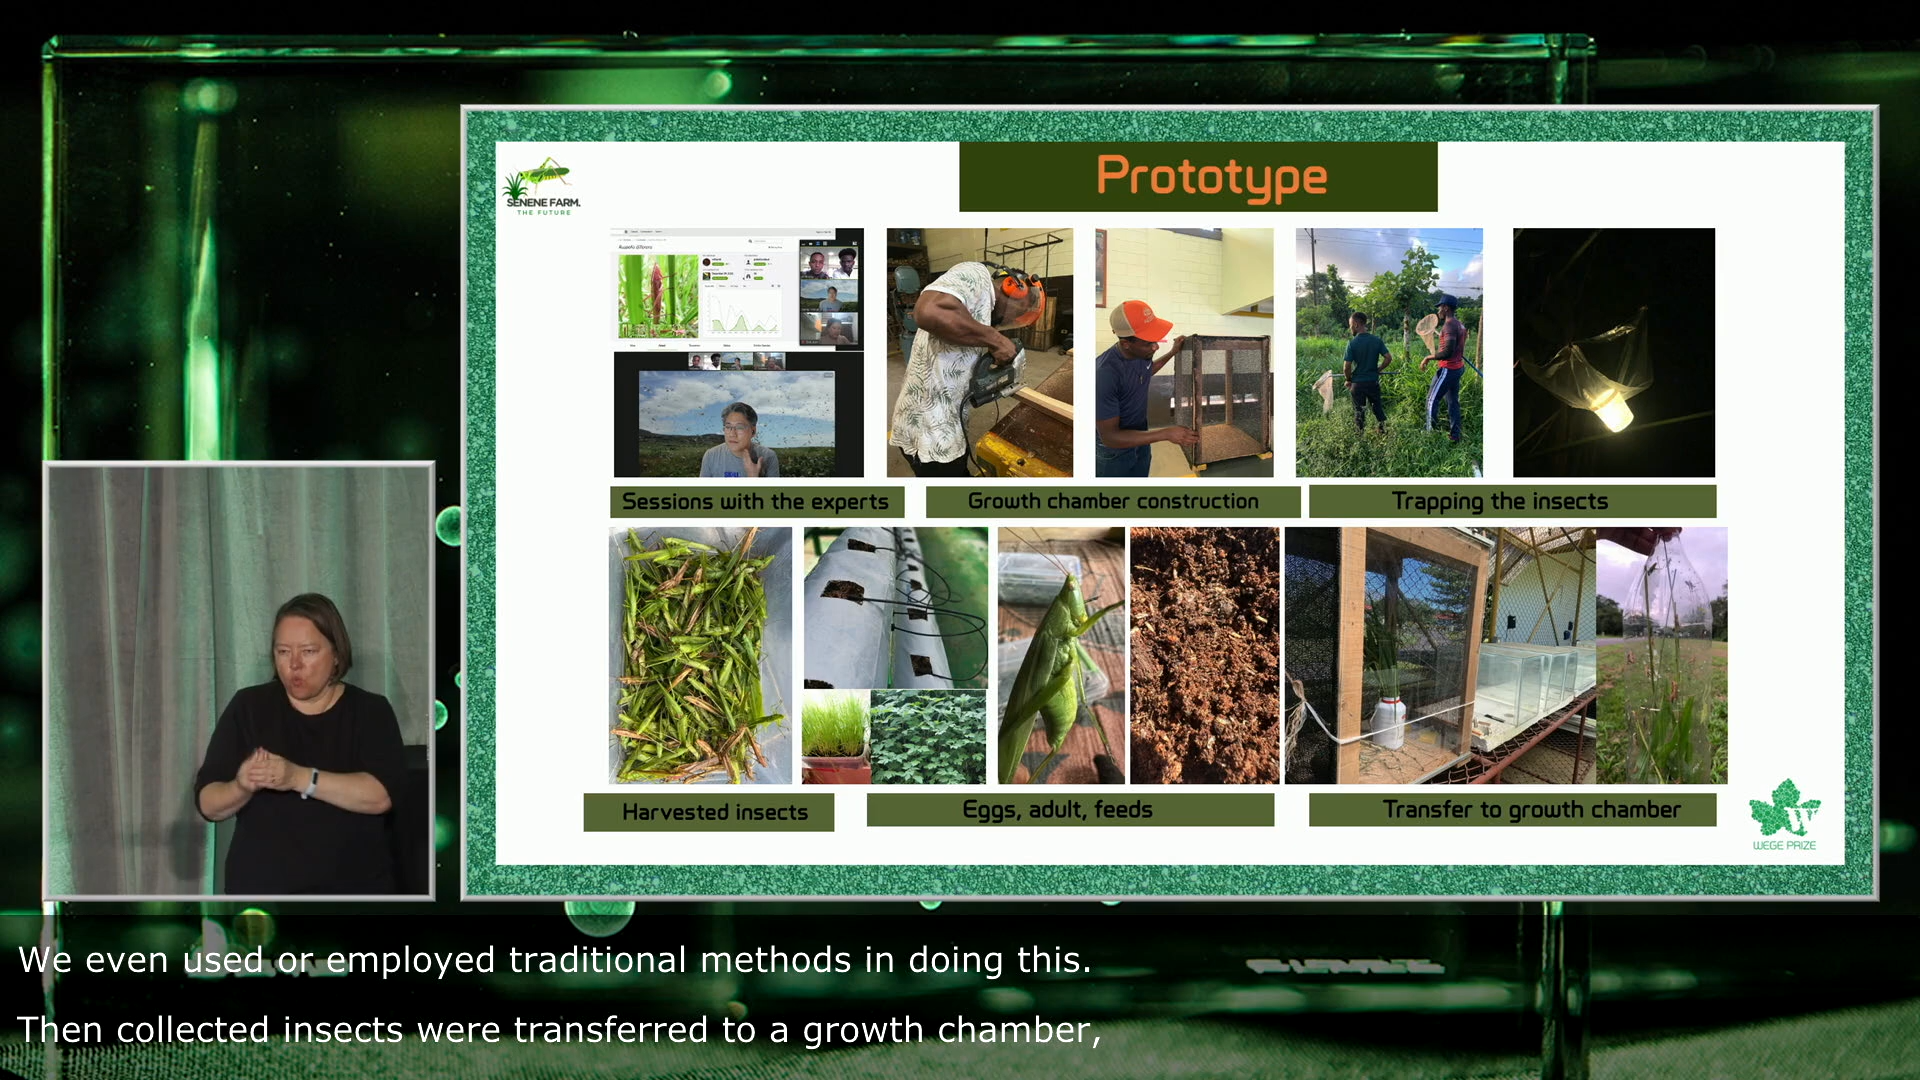 Prototype
SENENE FARM.
THE FUTURE
Sessions with the experts
Growth chamber construction
Trapping the insects
Harvested insects
Eggs, adult, feeds
Transfer to growth chamber
WEGE PRIZE
We even used or employed traditional methods in doing this.
Then collected insects were transferred to a growth chamber,